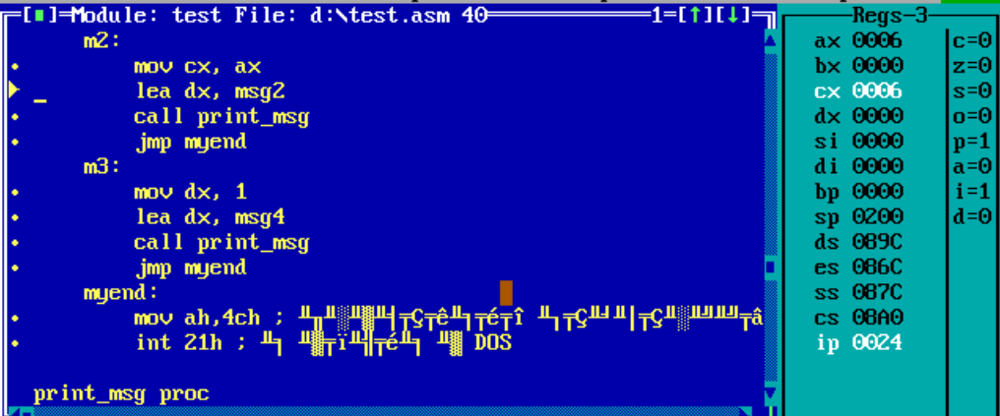 [■]=Module: test File: d:\test.asm 40 1=[↑][↓]
m2:
mov cx, ax
lea dx, msg2
call print_msg
jmp myend
m3:
mov dx, 1
lea dx, msg4
call print_msg
jmp myend
myend:
mov ah,4ch ;
int 21h ; DOS
print_msg proc
Regs-3
ax 0006 c=0
bx 0000 z=0
cx 0006 s=0
dx 0000 o=0
si 0000 p=1
di 0000 a=0
bp 0000 i=1
sp 0200 d=0
ds 089C
es 086C
ss 087C
cs 08A0
ip 0024